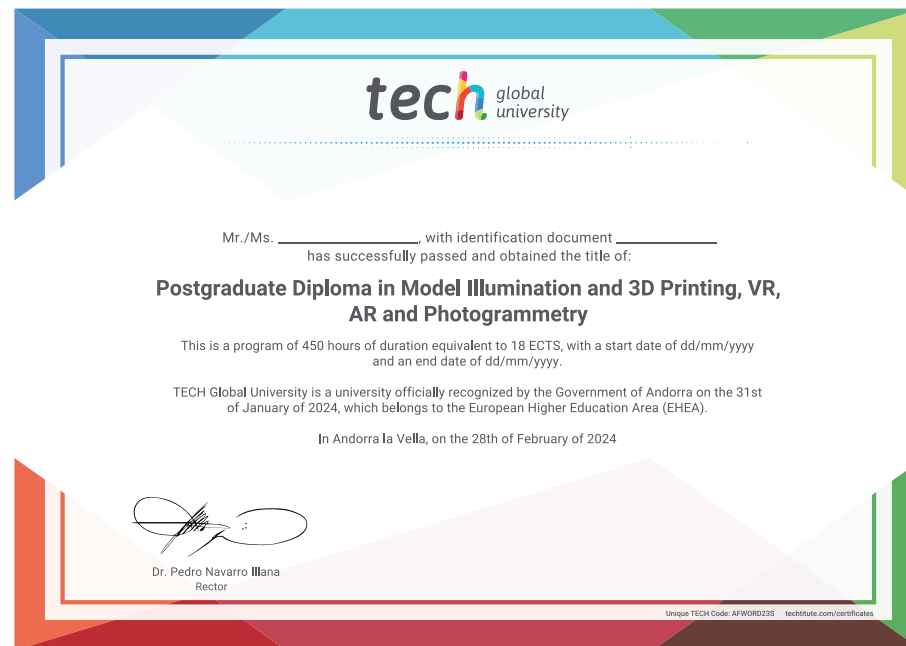 tech global
university
Mr./Ms. ____________, with identification document ____________
has successfully passed and obtained the title of:
Postgraduate Diploma in Model Illumination and 3D Printing, VR,
AR and Photogrammetry
This is a program of 450 hours of duration equivalent to 18 ECTS, with a start date of dd/mm/yyyy
and an end date of dd/mm/yyyy.
TECH Global University is a university officially recognized by the Government of Andorra on the 31st
of January of 2024, which belongs to the European Higher Education Area (EHEA).
In Andorra la Vella, on the 28th of February of 2024
Dr. Pedro Navarro Illana
Rector
Unique TECH Code: AFWORD23S techtitute.com/certificates